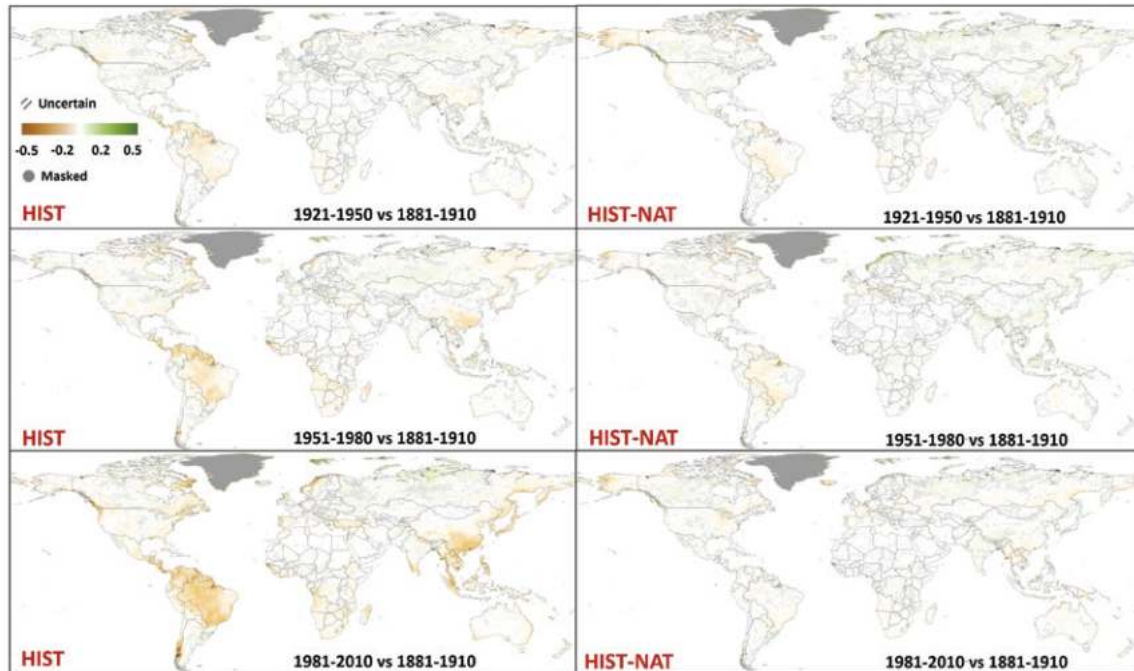 Uncertain
-0.5 -0.2 0.2 0.5
Masked
HIST 1921-1950 vs 1881-1910
HIST-NAT 1921-1950 vs 1881-1910
HIST 1951-1980 vs 1881-1910
HIST-NAT 1951-1980 vs 1881-1910
HIST 1981-2010 vs 1881-1910
HIST-NAT 1981-2010 vs 1881-1910